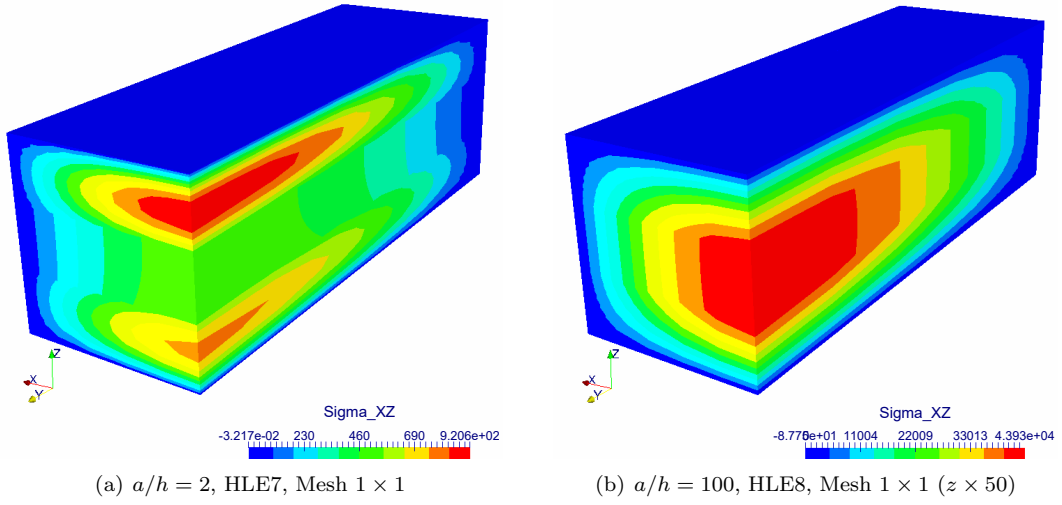 Z
X
Y
Sigma_XZ
-3.217e-02 230 460 690 9.206e+02
(a) a/h = 2, HLE7, Mesh 1 × 1
Z
X
Y
Sigma_XZ
11004 22009 33013 4.393e+04
(b) a/h = 100, HLE8, Mesh 1 × 1 (z × 50)